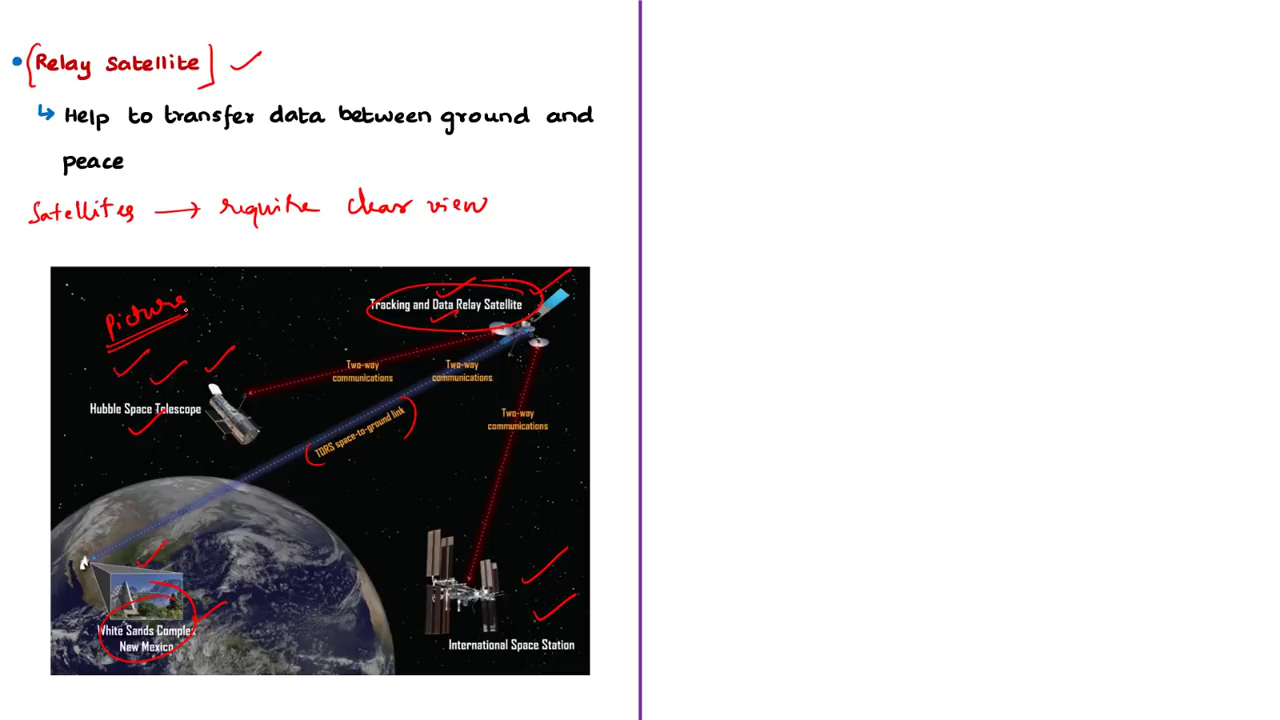 • [Relay satellite] ✓
↳ Help to transfer data between ground and
peace
Satellites → require clear view
Picture
Tracking and Data Relay Satellite
Two-way
communications
Two-way
communications
Hubble Space Telescope
Two-way
communications
TDRS space-to-ground link
White Sands Complex
New Mexico
International Space Station